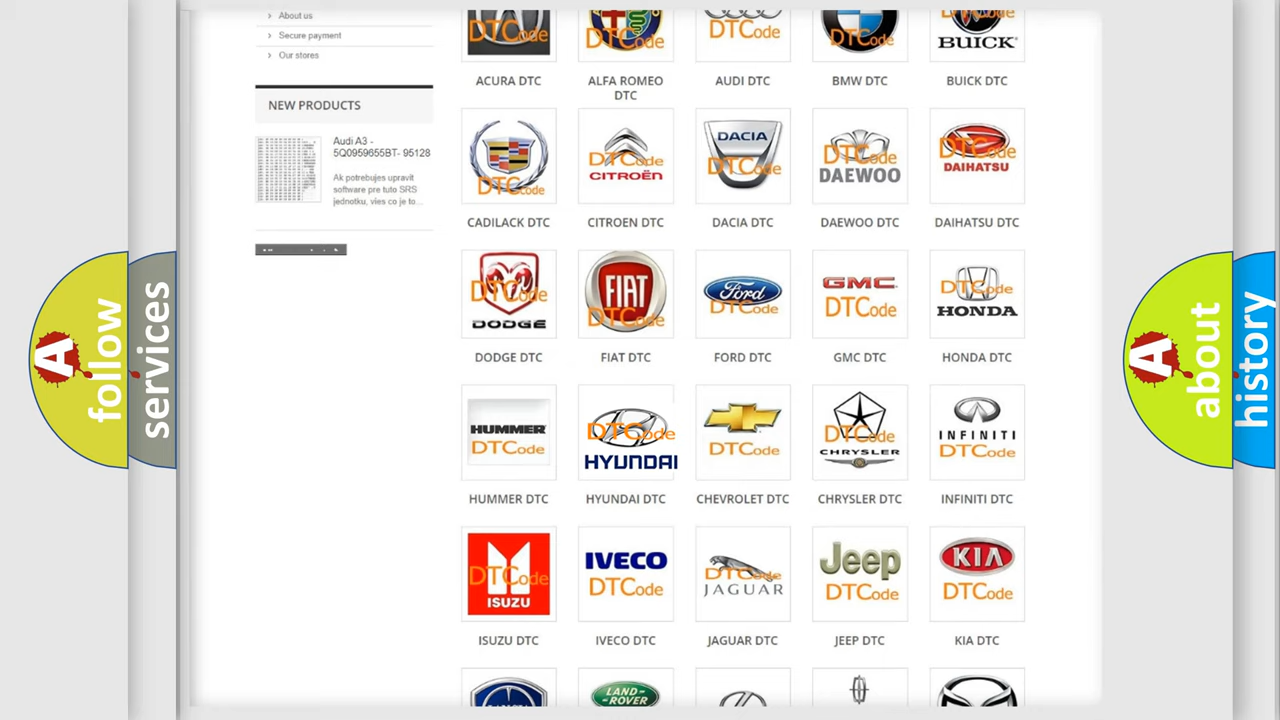 About us
Secure payment
Our stores
NEW PRODUCTS
Audi A3 -
5Q0959655BT- 95128
Ak potrebujes upravit
software pre tuto SRS
jednotku, vies co je to...
DTCode
DTCode
DTCode
DTCode
BUICK
ACURA DTC
ALFA ROMEO
DTC
AUDI DTC
BMW DTC
BUICK DTC
DTCode
DTCode
CITROËN
DACIA
DTCode
DTCode
DAEWOO
DTCode
DAIHATSU
CADILACK DTC
CITROEN DTC
DACIA DTC
DAEWOO DTC
DAIHATSU DTC
DTCode
DODGE
FIAT
DTCode
Ford
DTCode
GMC
DTCode
DTCode
HONDA
DODGE DTC
FIAT DTC
FORD DTC
GMC DTC
HONDA DTC
HUMMER
DTCode
DTCode
HYUNDAI
DTCode
DTCode
CHRYSLER
INFINITI
DTCode
HUMMER DTC
HYUNDAI DTC
CHEVROLET DTC
CHRYSLER DTC
INFINITI DTC
DTCode
ISUZU
IVECO
DTCode
DTCode
JAGUAR
Jeep
DTCode
KIA
DTCode
ISUZU DTC
IVECO DTC
JAGUAR DTC
JEEP DTC
KIA DTC
LAND-
ROVER
A follow
services
A about
history